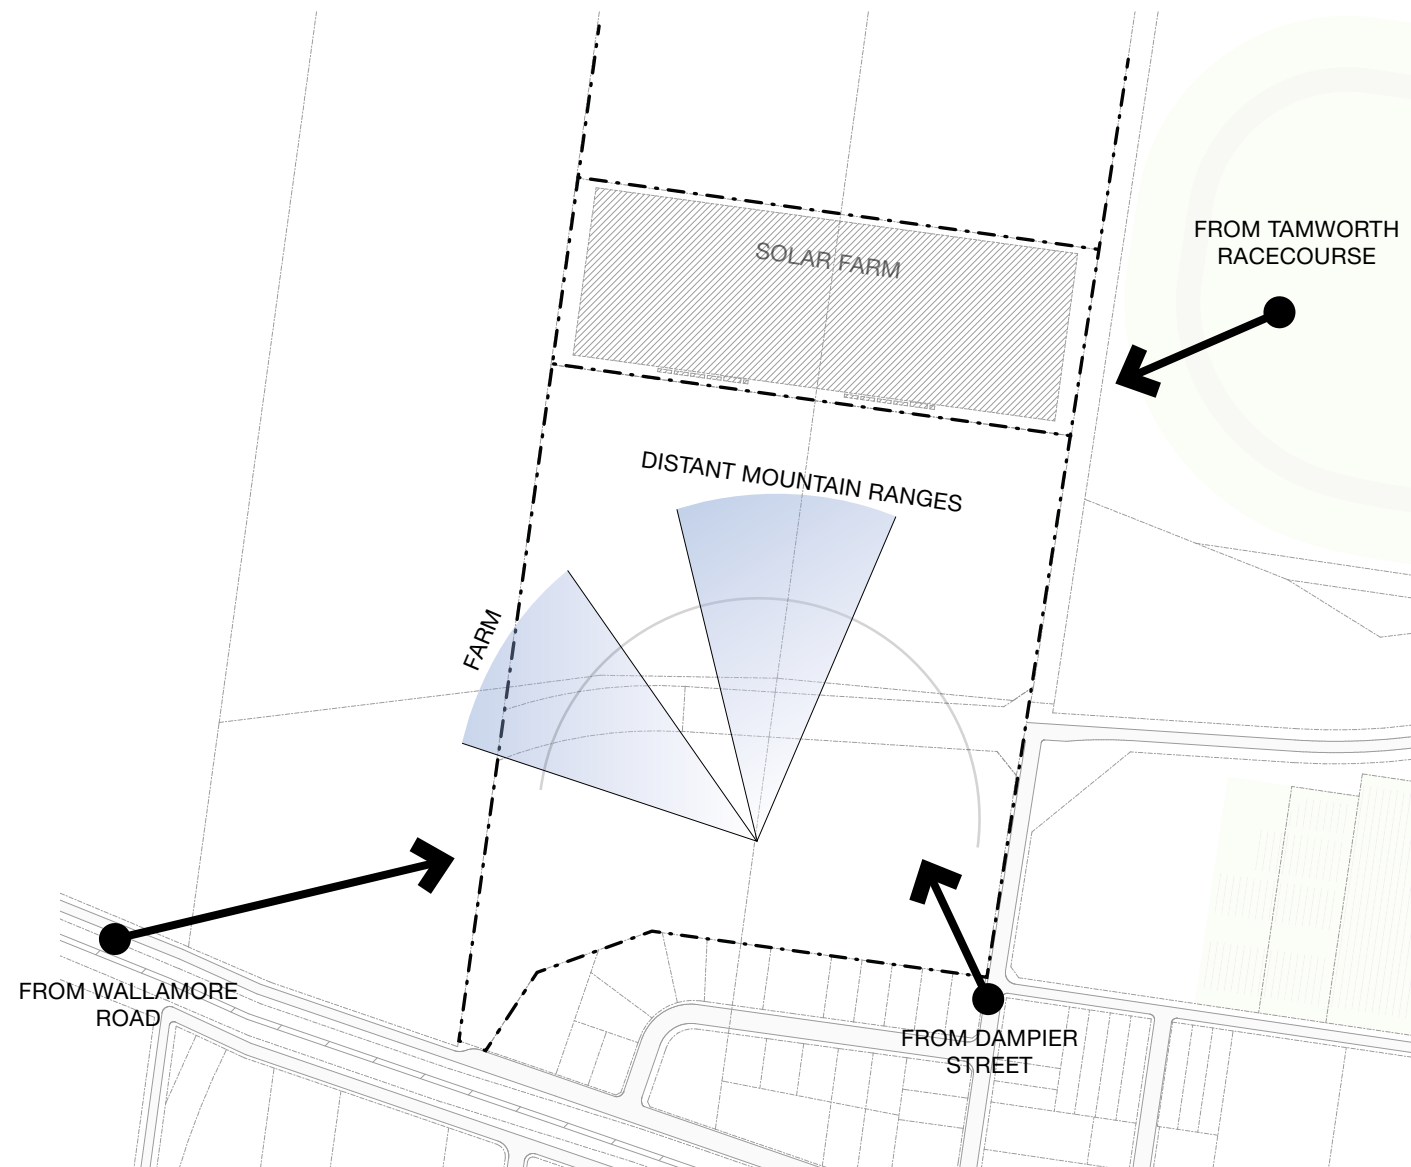 FROM TAMWORTH
RACECOURSE
SOLAR FARM
DISTANT MOUNTAIN RANGES
FARM
FROM WALLAMORE
ROAD
FROM DAMPIER
STREET